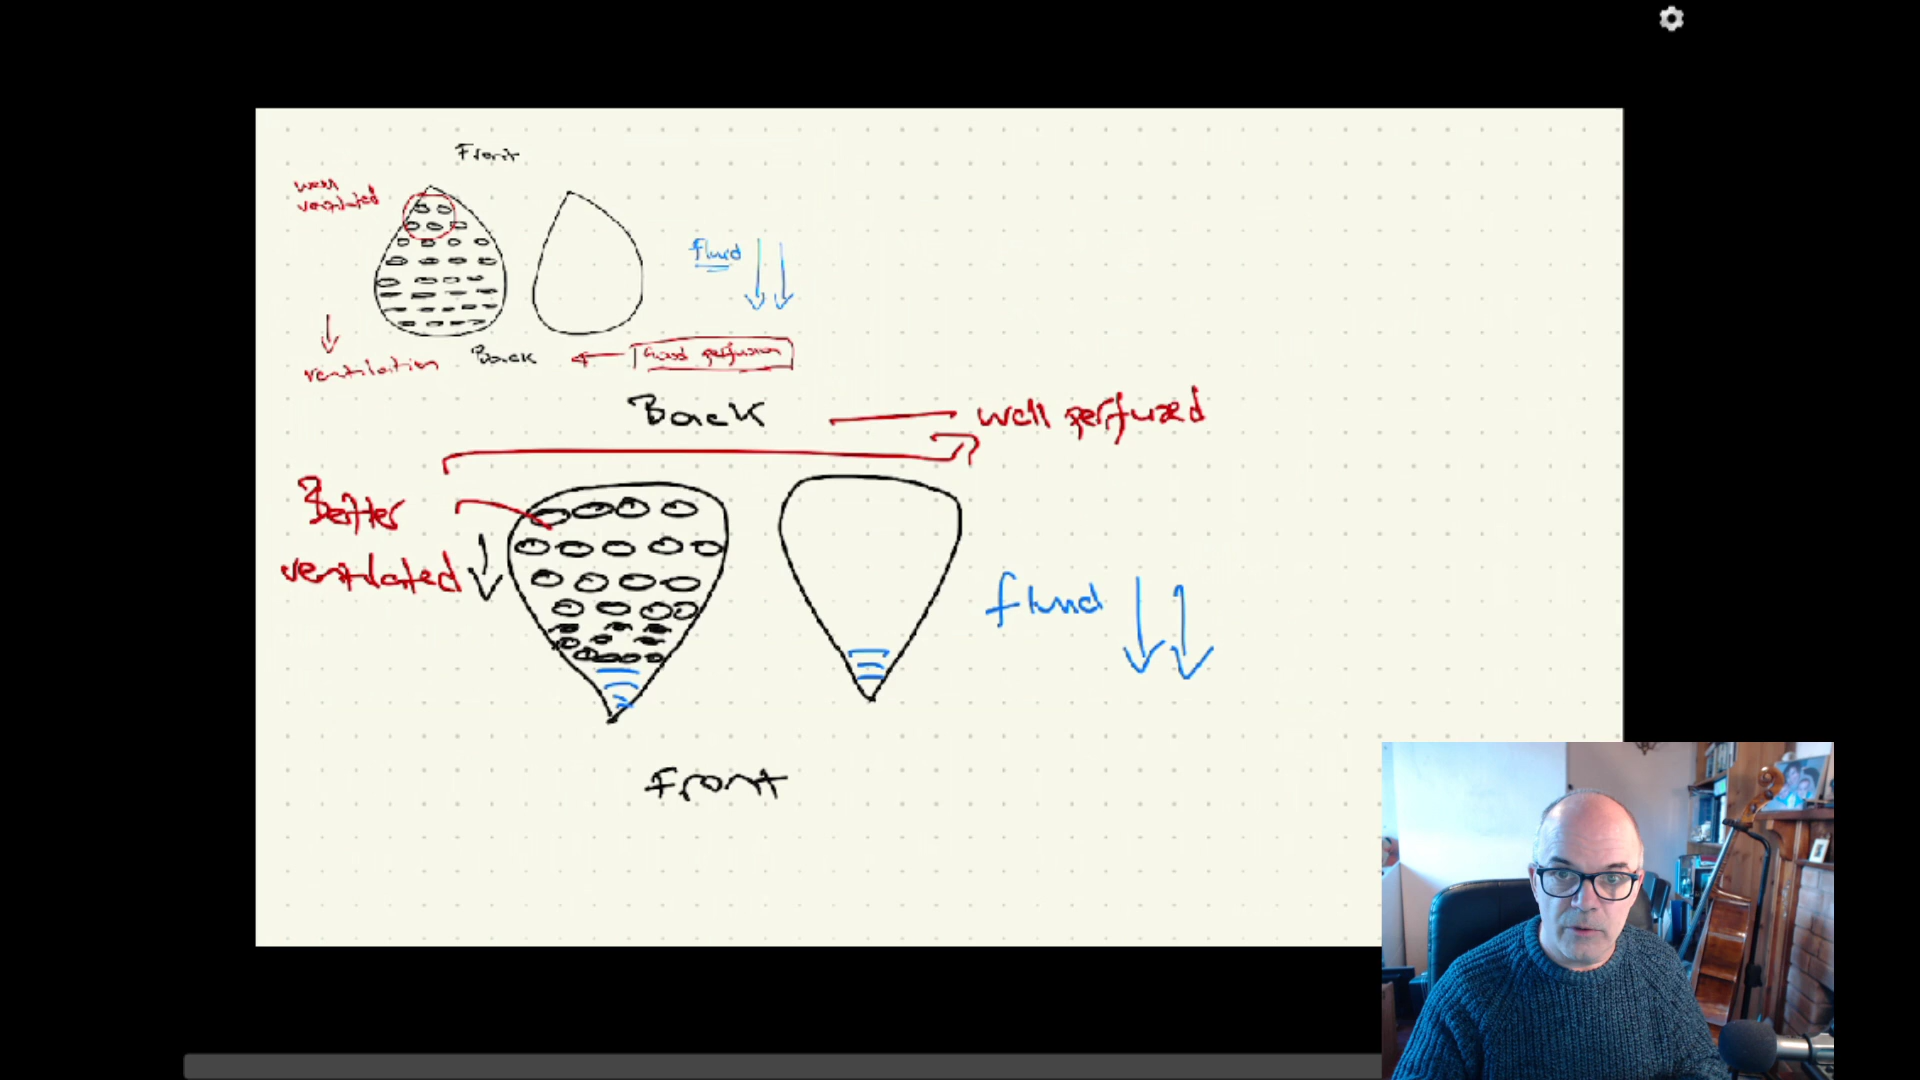 Front
well
ventilated
fluid
Good perfusion
Back
ventilation
Back
well perfused
Better
ventilated
fluid
Front